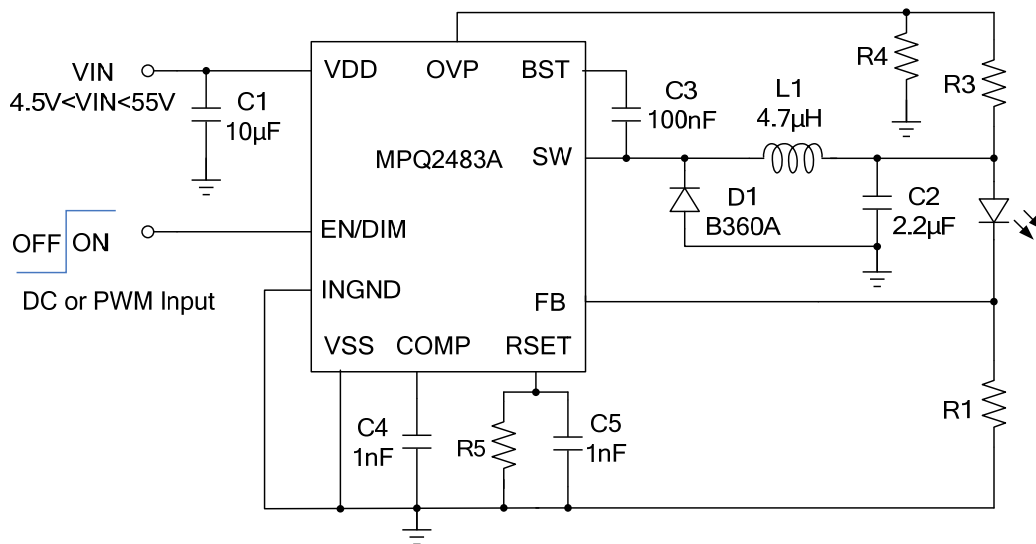 VIN
4.5V<VIN<55V
C1
10µF
VDD
OVP
BST
C3
100nF
L1
4.7µH
R4
R3
MPQ2483A
SW
D1
B360A
C2
2.2µF
OFF
ON
EN/DIM
DC or PWM Input
INGND
FB
VSS
COMP
RSET
C4
1nF
R5
C5
1nF
R1